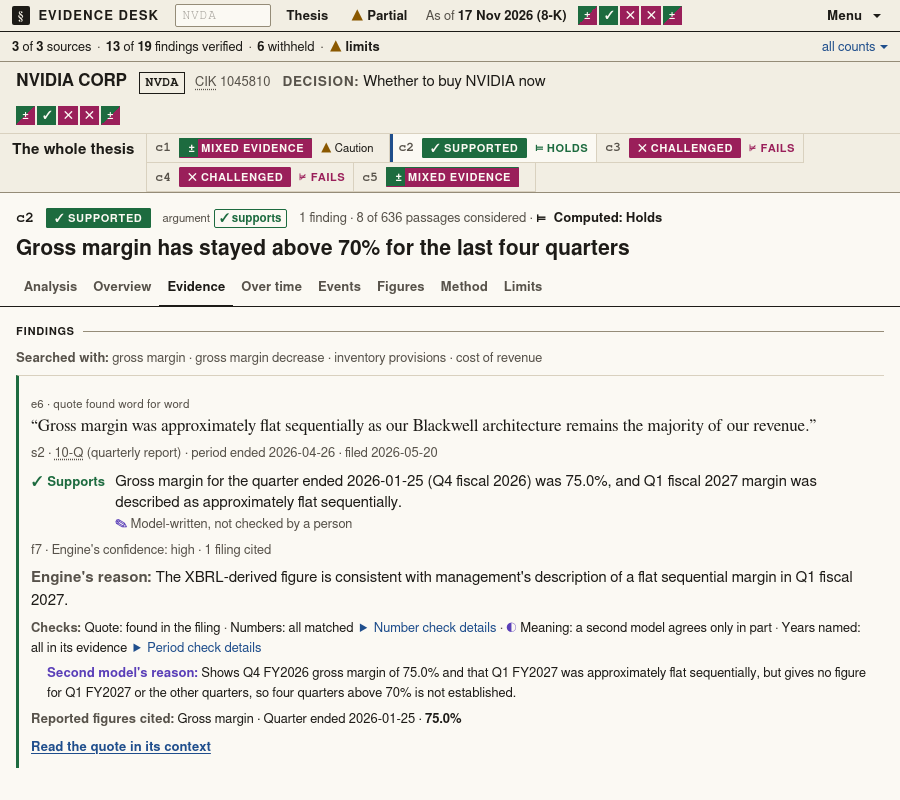 § EVIDENCE DESK NVDA Thesis ▲ Partial As of 17 Nov 2026 (8-K) ± ✓ ✕ ✕ ± Menu
3 of 3 sources · 13 of 19 findings verified · 6 withheld · ▲ limits all counts
NVIDIA CORP NVDA CIK 1045810 DECISION: Whether to buy NVIDIA now
± ✓ ✕ ✕ ±
The whole thesis c1 ± MIXED EVIDENCE ▲ Caution c2 ✓ SUPPORTED ⊨ HOLDS c3 ✕ CHALLENGED ⊭ FAILS
c4 ✕ CHALLENGED ⊭ FAILS c5 ± MIXED EVIDENCE
c2 ✓ SUPPORTED argument ✓ supports 1 finding · 8 of 636 passages considered · ⊨ Computed: Holds
Gross margin has stayed above 70% for the last four quarters
Analysis Overview Evidence Over time Events Figures Method Limits
FINDINGS
Searched with: gross margin · gross margin decrease · inventory provisions · cost of revenue
e6 · quote found word for word
“Gross margin was approximately flat sequentially as our Blackwell architecture remains the majority of our revenue.”
s2 · 10-Q (quarterly report) · period ended 2026-04-26 · filed 2026-05-20
✓ Supports Gross margin for the quarter ended 2026-01-25 (Q4 fiscal 2026) was 75.0%, and Q1 fiscal 2027 margin was
described as approximately flat sequentially.
✎ Model-written, not checked by a person
f7 · Engine's confidence: high · 1 filing cited
Engine's reason: The XBRL-derived figure is consistent with management's description of a flat sequential margin in Q1 fiscal
2027.
Checks: Quote: found in the filing · Numbers: all matched ▶ Number check details · ◐ Meaning: a second model agrees only in part · Years named:
all in its evidence ▶ Period check details
Second model's reason: Shows Q4 FY2026 gross margin of 75.0% and that Q1 FY2027 was approximately flat sequentially, but gives no figure
for Q1 FY2027 or the other quarters, so four quarters above 70% is not established.
Reported figures cited: Gross margin · Quarter ended 2026-01-25 · 75.0%
Read the quote in its context